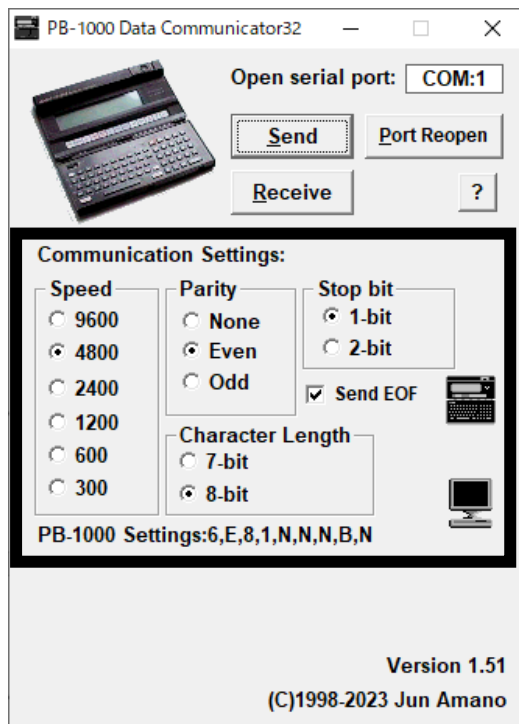 PB-1000 Data Communicator32
Open serial port: COM:1
Send
Port Reopen
Receive
?
Communication Settings:
Speed
9600
4800
2400
1200
600
300
Parity
None
Even
Odd
Stop bit
1-bit
2-bit
Send EOF
Character Length
7-bit
8-bit
PB-1000 Settings:6,E,8,1,N,N,N,B,N
Version 1.51
(C)1998-2023 Jun Amano